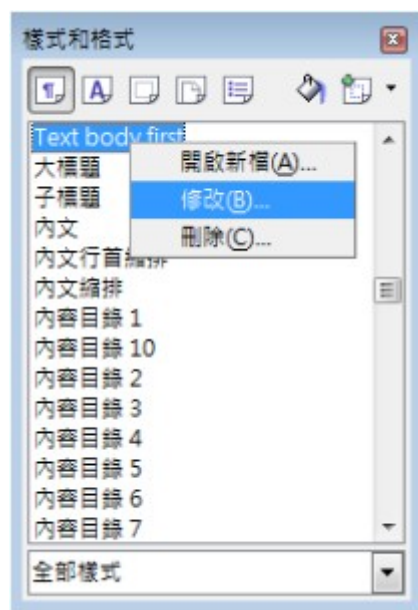 樣式和格式
Text body first
大標題
開啟新檔(A)...
子標題
修改(B)...
內文
刪除(C)...
內文行首縮排
內文縮排
內容目錄 1
內容目錄 10
內容目錄 2
內容目錄 3
內容目錄 4
內容目錄 5
內容目錄 6
內容目錄 7
全部樣式